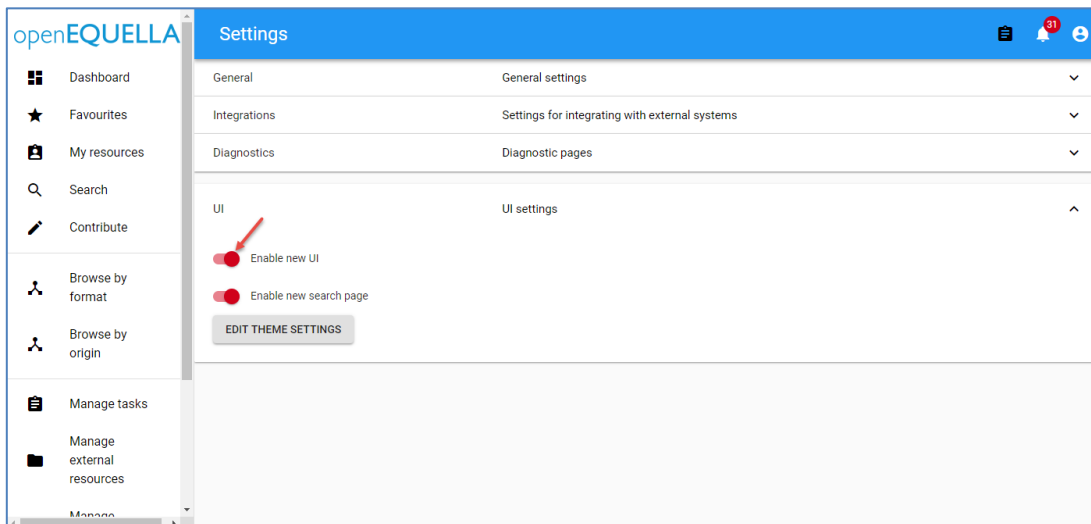 openEQUELLA
Settings
31
Dashboard
Favourites
My resources
Search
Contribute
Browse by
format
Browse by
origin
Manage tasks
Manage
external
resources
Manage
General
General settings
Integrations
Settings for integrating with external systems
Diagnostics
Diagnostic pages
UI
UI settings
Enable new UI
Enable new search page
EDIT THEME SETTINGS